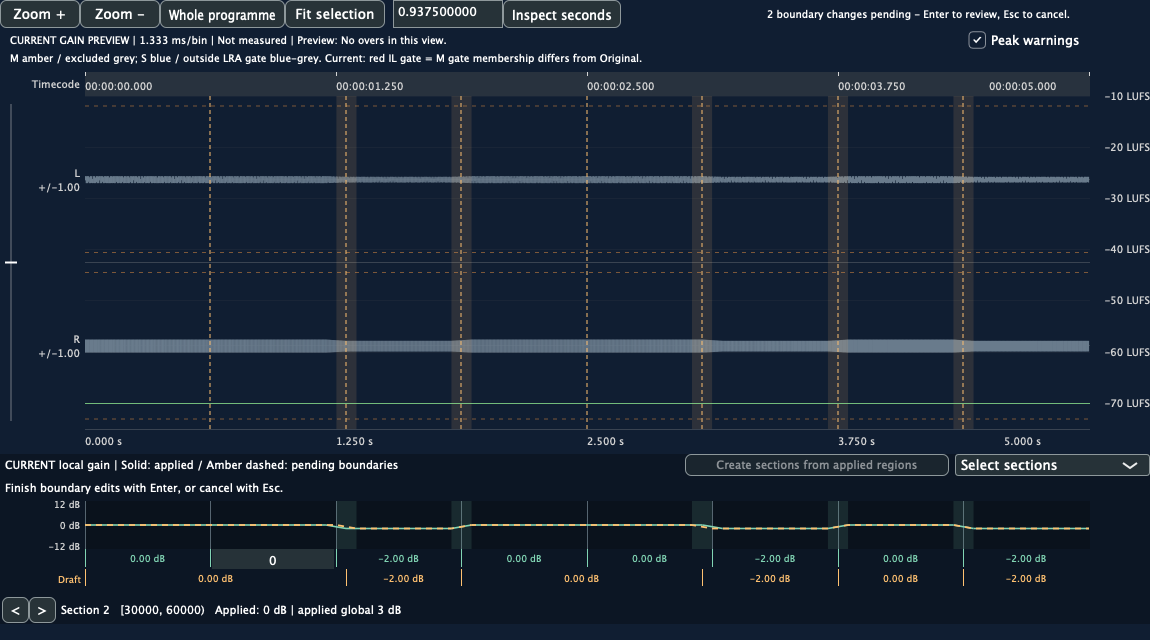 Zoom +
Zoom −
Whole programme
Fit selection
0.937500000
Inspect seconds
2 boundary changes pending – Enter to review, Esc to cancel.
CURRENT GAIN PREVIEW | 1.333 ms/bin | Not measured | Preview: No overs in this view.
Peak warnings
M amber / excluded grey; S blue / outside LRA gate blue-grey. Current: red IL gate = M gate membership differs from Original.
Timecode
00:00:00.000
00:00:01.250
00:00:02.500
00:00:03.750
00:00:05.000
−10 LUFS
−20 LUFS
L
+/−1.00
−30 LUFS
−40 LUFS
−50 LUFS
R
+/−1.00
−60 LUFS
−70 LUFS
0.000 s
1.250 s
2.500 s
3.750 s
5.000 s
CURRENT local gain | Solid: applied / Amber dashed: pending boundaries
Create sections from applied regions
Select sections
Finish boundary edits with Enter, or cancel with Esc.
12 dB
0 dB
−12 dB
0.00 dB
0
−2.00 dB
0.00 dB
0.00 dB
−2.00 dB
0.00 dB
−2.00 dB
Draft
0.00 dB
−2.00 dB
0.00 dB
−2.00 dB
0.00 dB
−2.00 dB
<
>
Section 2 [30000, 60000) Applied: 0 dB | applied global 3 dB